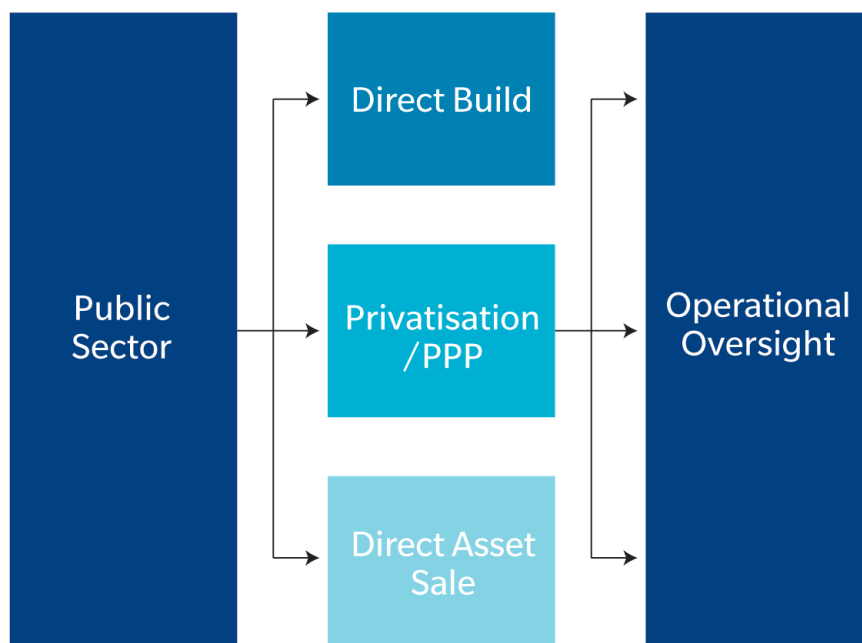 Public
Sector
Direct Build
Privatisation
/PPP
Direct Asset
Sale
Operational
Oversight